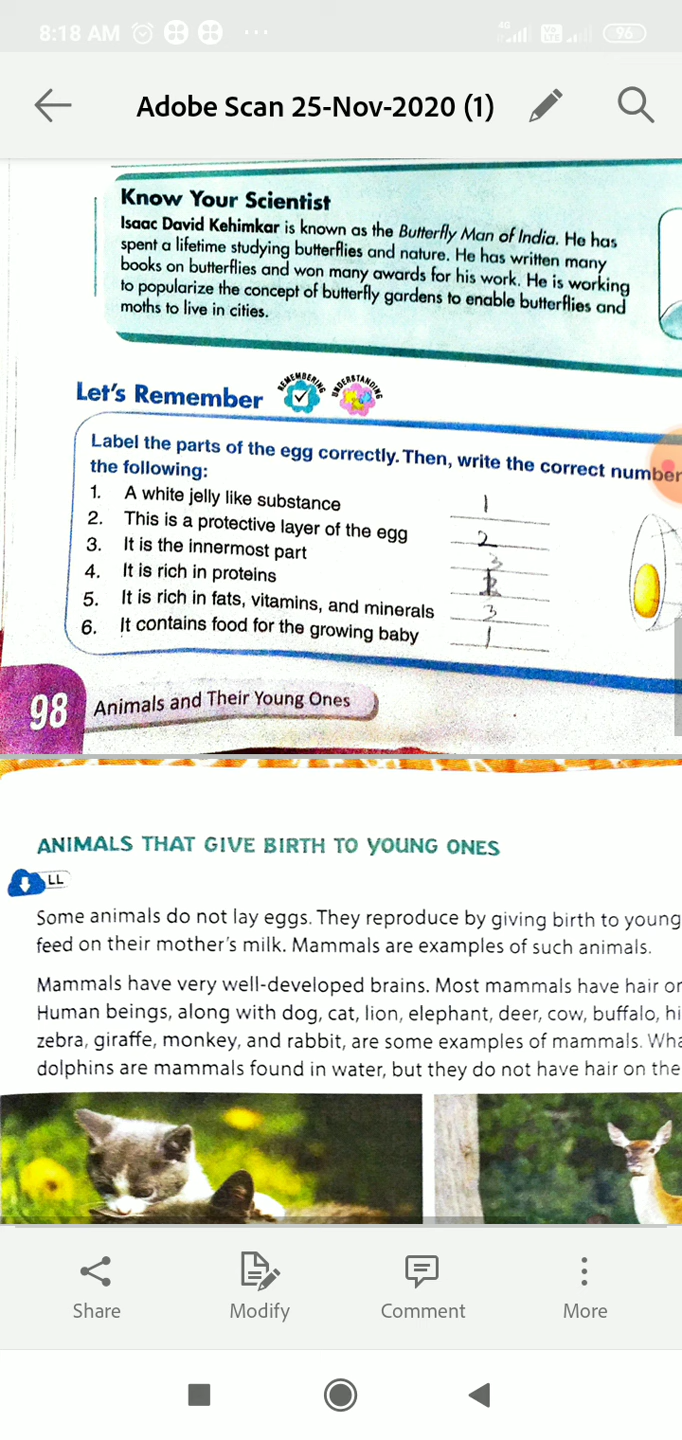 8:18 AM ...
4G
Vo
LTE
96
Adobe Scan 25-Nov-2020 (1)
Know Your Scientist
Isaac David Kehimkar is known as the Butterfly Man of India. He has
spent a lifetime studying butterflies and nature. He has written many
books on butterflies and won many awards for his work. He is working
to popularize the concept of butterfly gardens to enable butterflies and
moths to live in cities.
Let's Remember
REMEMBERING
UNDERSTANDING
Label the parts of the egg correctly. Then, write the correct number
the following:
1. A white jelly like substance 1
2. This is a protective layer of the egg 2
3. It is the innermost part 3
4. It is rich in proteins
5. It is rich in fats, vitamins, and minerals 3
6. It contains food for the growing baby 1
98 Animals and Their Young Ones
ANIMALS THAT GIVE BIRTH TO YOUNG ONES
LL
Some animals do not lay eggs. They reproduce by giving birth to young
feed on their mother's milk. Mammals are examples of such animals.
Mammals have very well-developed brains. Most mammals have hair or
Human beings, along with dog, cat, lion, elephant, deer, cow, buffalo, hi
zebra, giraffe, monkey, and rabbit, are some examples of mammals. Wha
dolphins are mammals found in water, but they do not have hair on the
Share
Modify
Comment
More